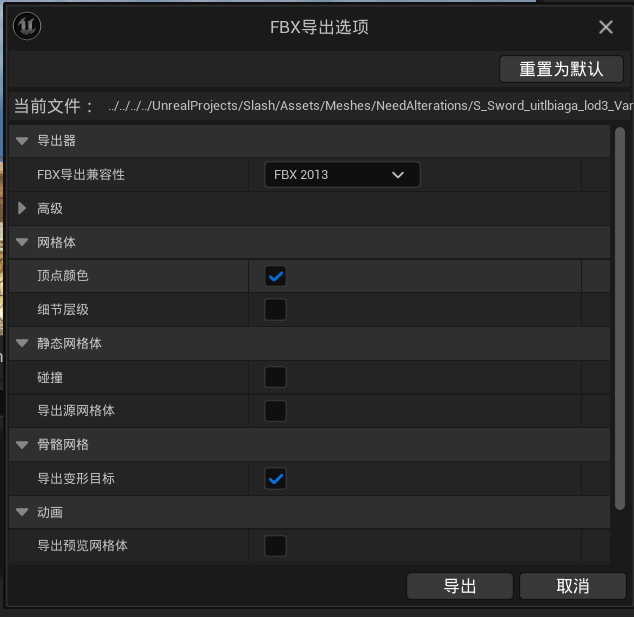 FBX导出选项
重置为默认
当前文件： ../../../../UnrealProjects/Slash/Assets/Meshes/NeedAlterations/S_Sword_uitlbiaga_lod3_Var
导出器
FBX导出兼容性 FBX 2013
高级
网格体
顶点颜色
细节层级
静态网格体
碰撞
导出源网格体
骨骼网格
导出变形目标
动画
导出预览网格体
导出 取消